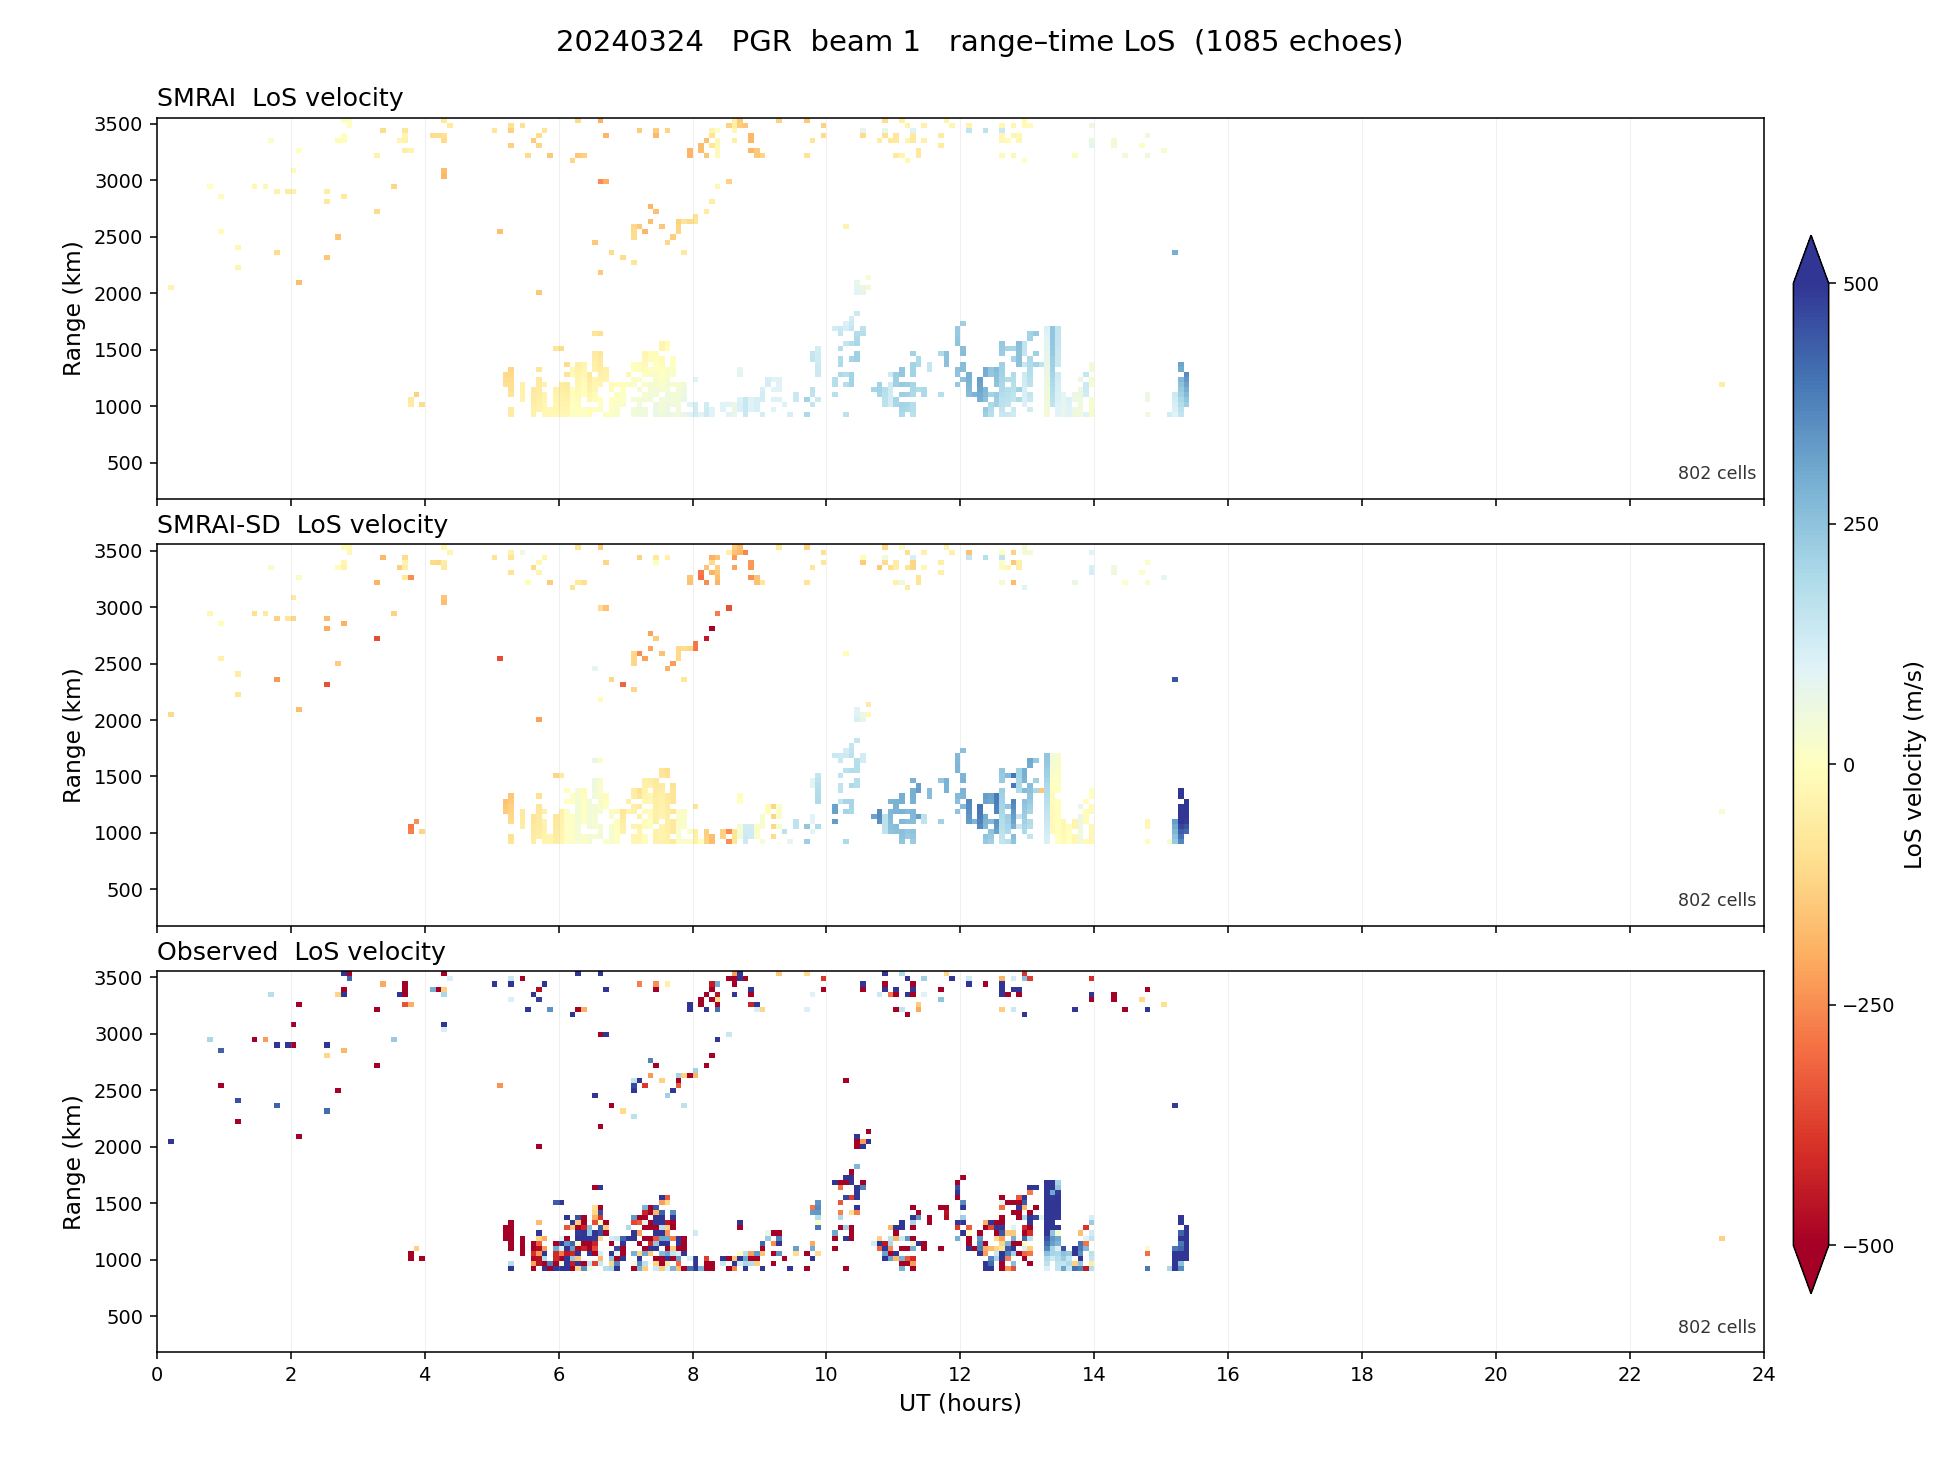 20240324   PGR  beam 1   range–time LoS  (1085 echoes)
SMRAI  LoS velocity
3500
3000
2500
2000
1500
1000
500
Range (km)
802 cells
SMRAI-SD  LoS velocity
3500
3000
2500
2000
1500
1000
500
Range (km)
802 cells
Observed  LoS velocity
3500
3000
2500
2000
1500
1000
500
Range (km)
802 cells
0 2 4 6 8 10 12 14 16 18 20 22 24
UT (hours)
500
250
0
−250
−500
LoS velocity (m/s)